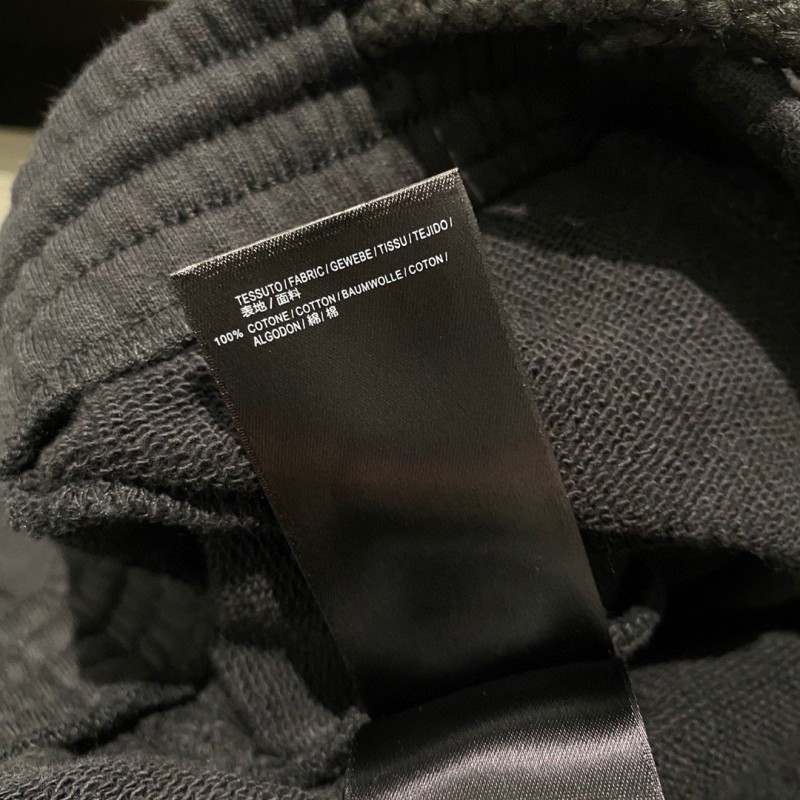 TESSUTO / FABRIC / GEWEBE / TISSU / TEJIDO /
表地 / 面料
100% COTONE / COTTON / BAUMWOLLE / COTON /
ALGODON / 綿 / 棉